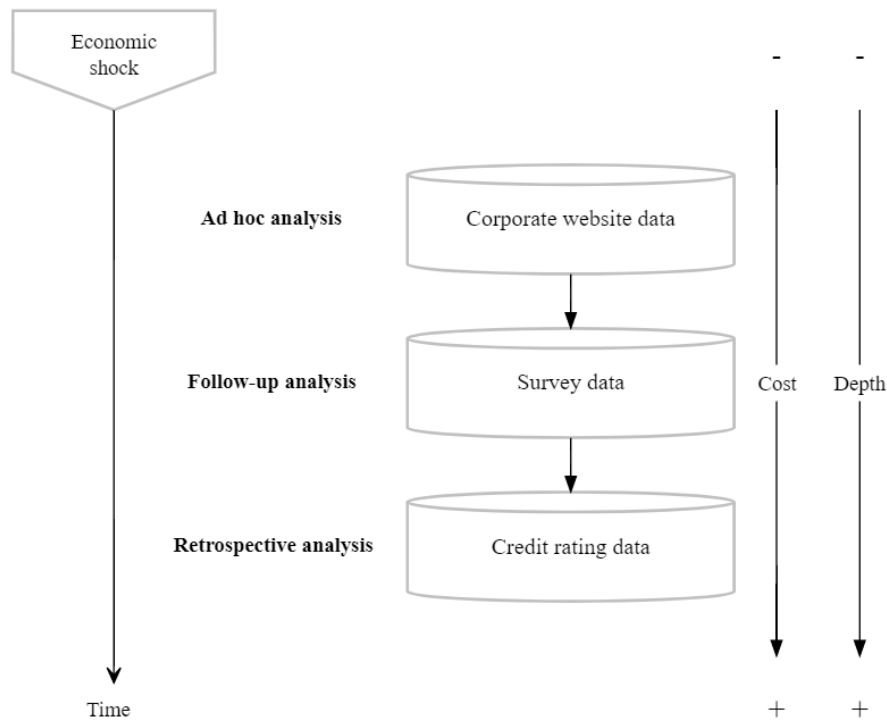 Economic
shock
- -
Ad hoc analysis
Corporate website data
Follow-up analysis
Survey data
Cost
Depth
Retrospective analysis
Credit rating data
Time
+ +